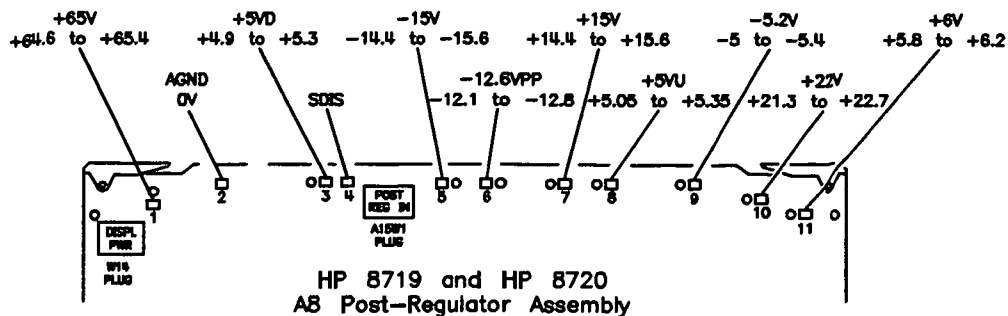 +65V +5VD -15V +15V -5.2V +6V
+64.6 to +65.4 +4.9 to +5.3 -14.4 to -15.6 +14.4 to +15.6 -5 to -5.4 +5.8 to +6.2
AGND -12.6VPP +5VU +22V
0V SDIS -12.1 to -12.8 +5.05 to +5.35 +21.3 to +22.7
1 2 3 4 5 6 7 8 9 10 11
POST
REG IN
A15W1
PLUG
DISPL
PWR
W14
PLUG
HP 8719 and HP 8720
A8 Post-Regulator Assembly